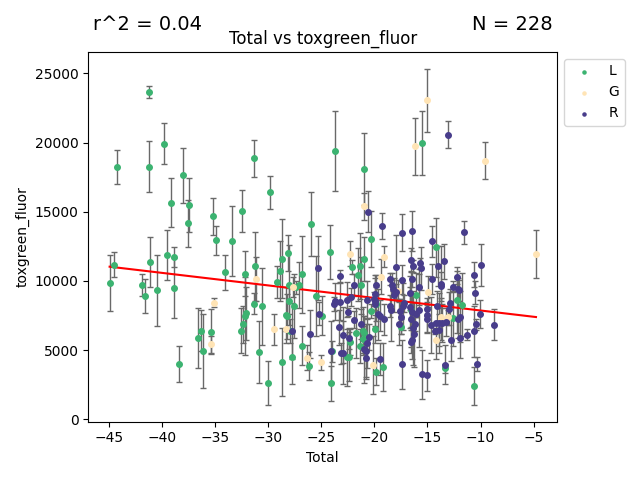 r^2 = 0.04
N = 228
Total vs toxgreen_fluor
25000
20000
15000
10000
5000
0
toxgreen_fluor
−45
−40
−35
−30
−25
−20
−15
−10
−5
Total
L
G
R